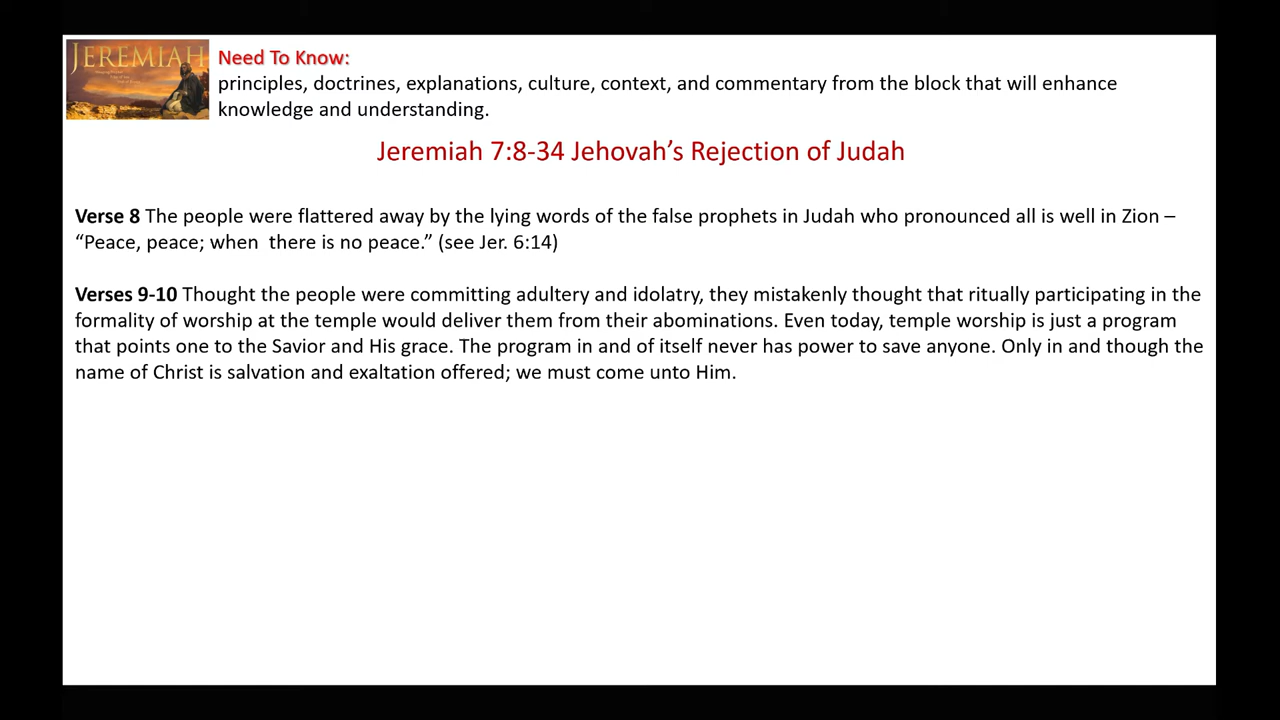 JEREMIAH
Need To Know:
principles, doctrines, explanations, culture, context, and commentary from the block that will enhance
knowledge and understanding.
Jeremiah 7:8-34 Jehovah’s Rejection of Judah
Verse 8 The people were flattered away by the lying words of the false prophets in Judah who pronounced all is well in Zion –
“Peace, peace; when  there is no peace.” (see Jer. 6:14)
Verses 9-10 Thought the people were committing adultery and idolatry, they mistakenly thought that ritually participating in the
formality of worship at the temple would deliver them from their abominations. Even today, temple worship is just a program
that points one to the Savior and His grace. The program in and of itself never has power to save anyone. Only in and though the
name of Christ is salvation and exaltation offered; we must come unto Him.